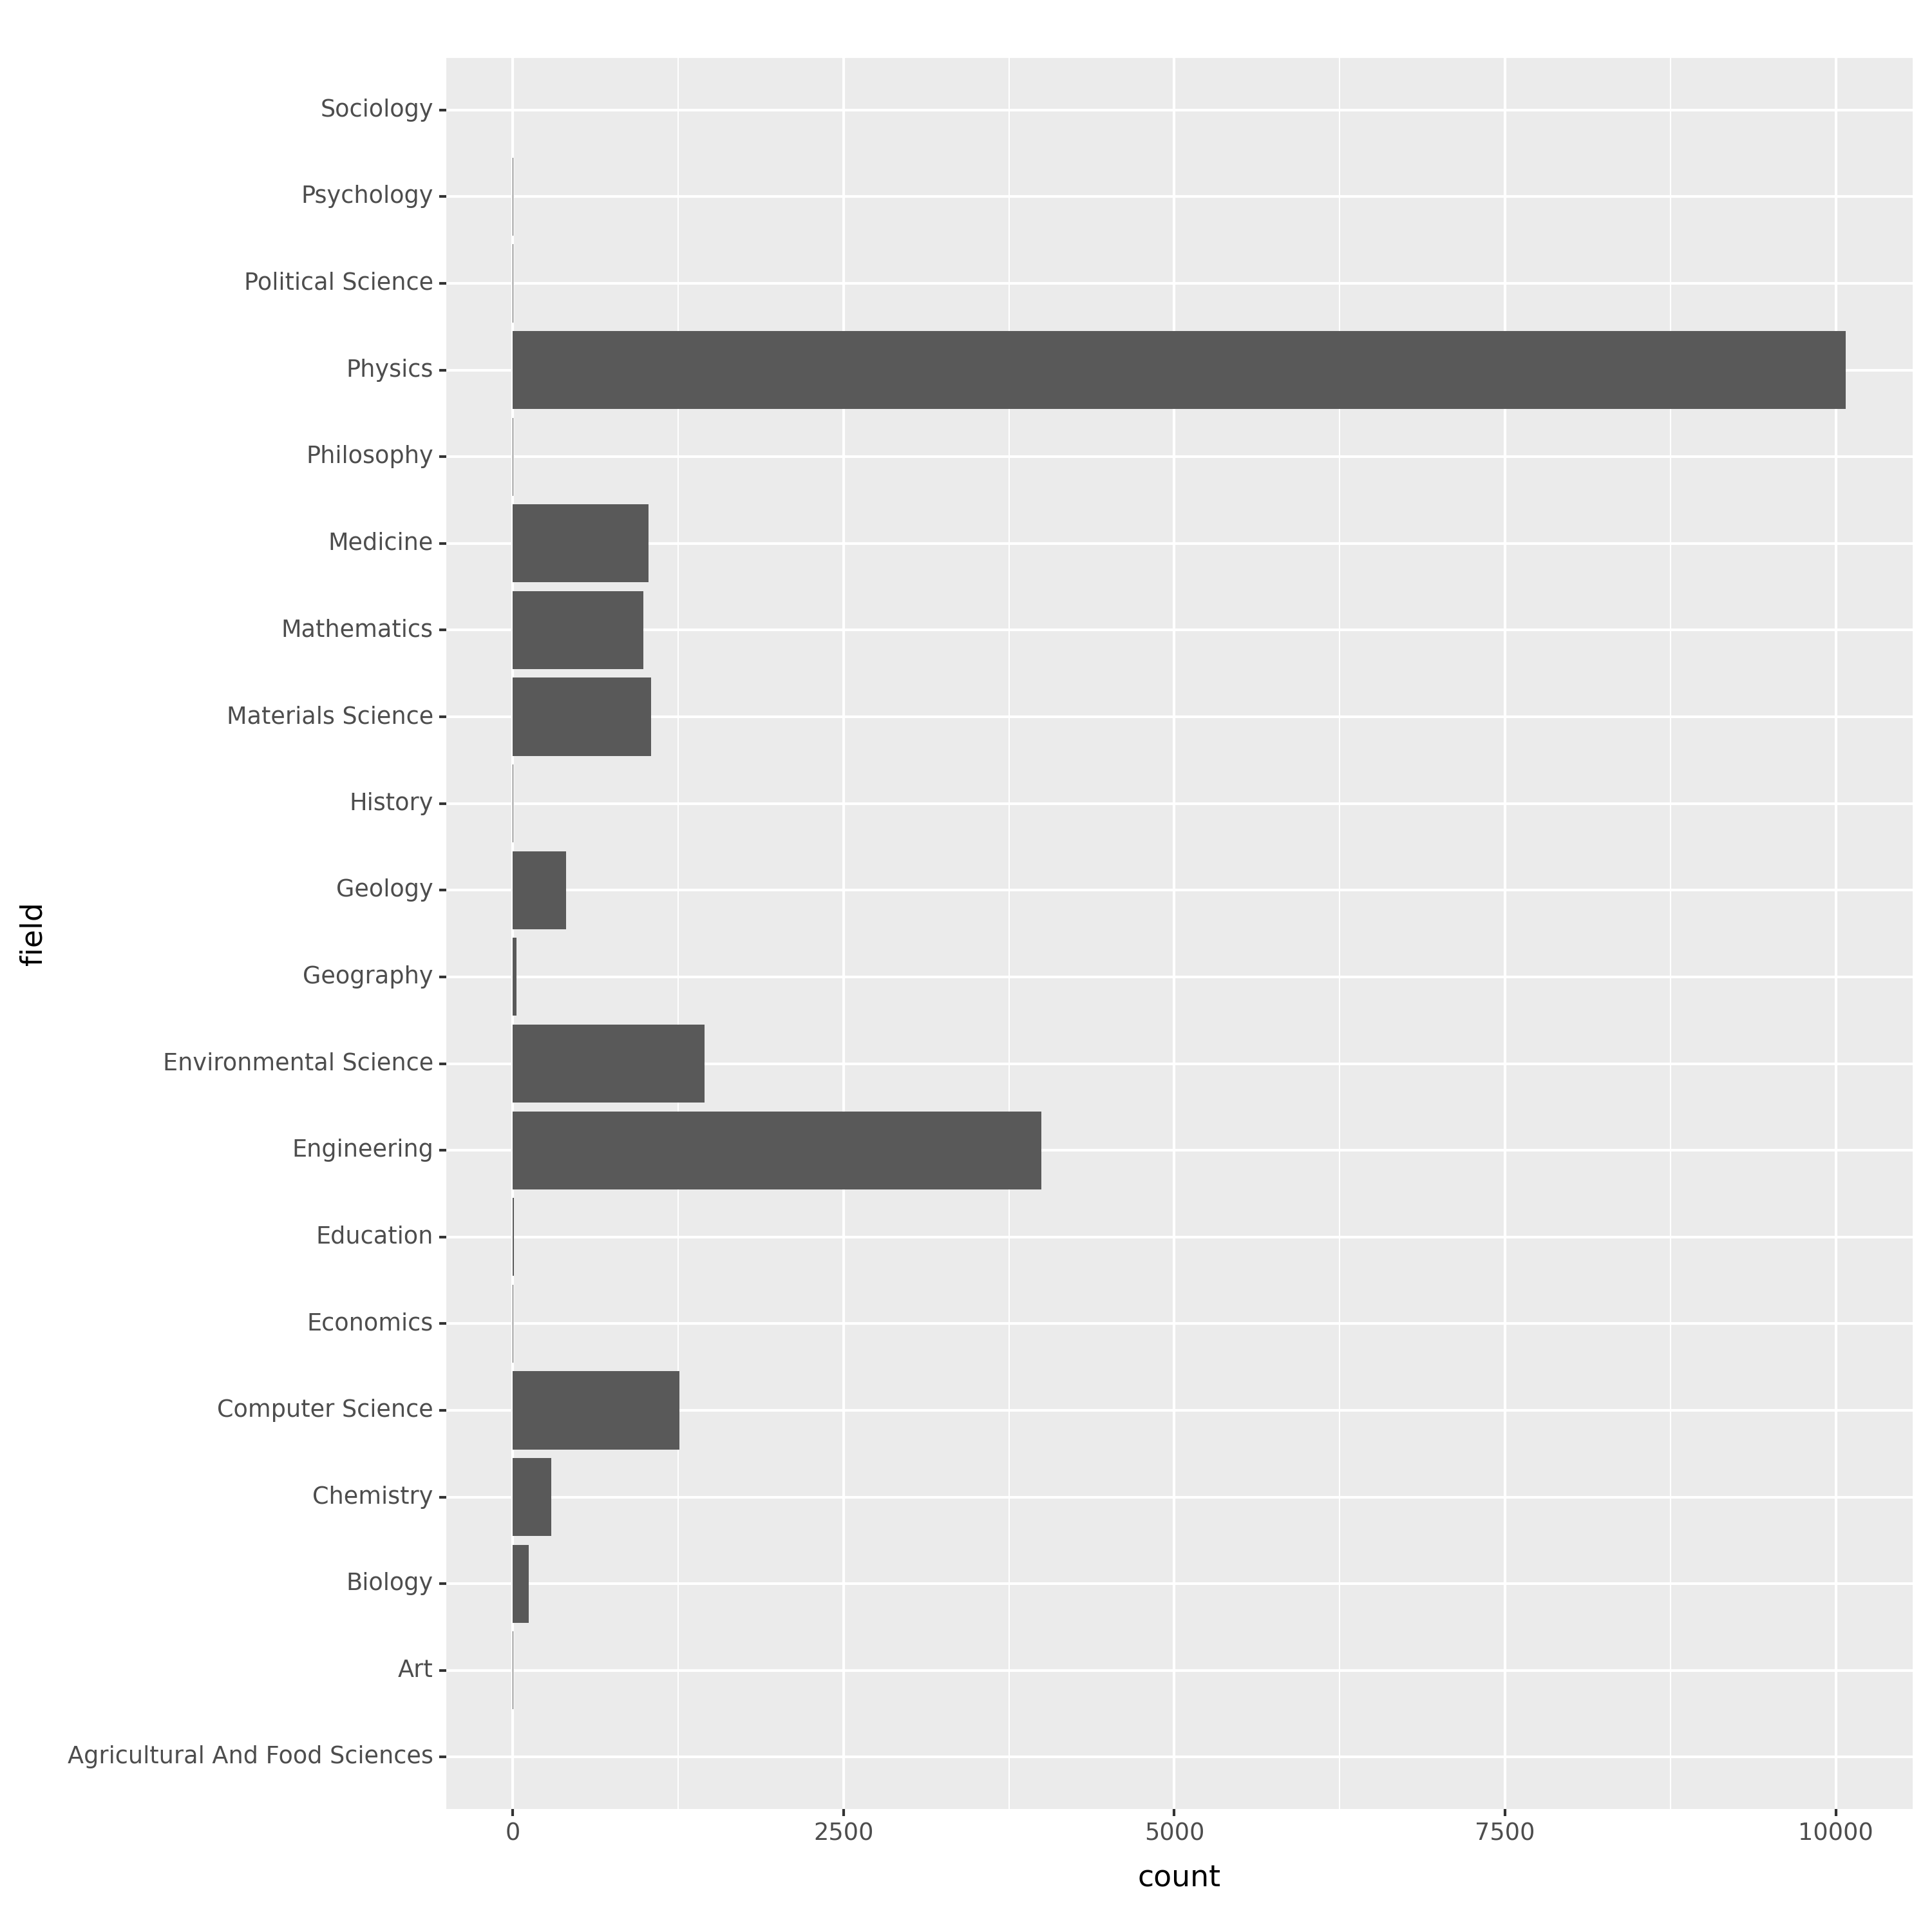 Sociology
Psychology
Political Science
Physics
Philosophy
Medicine
Mathematics
Materials Science
History
Geology
Geography
Environmental Science
Engineering
Education
Economics
Computer Science
Chemistry
Biology
Art
Agricultural And Food Sciences
field
0 2500 5000 7500 10000
count